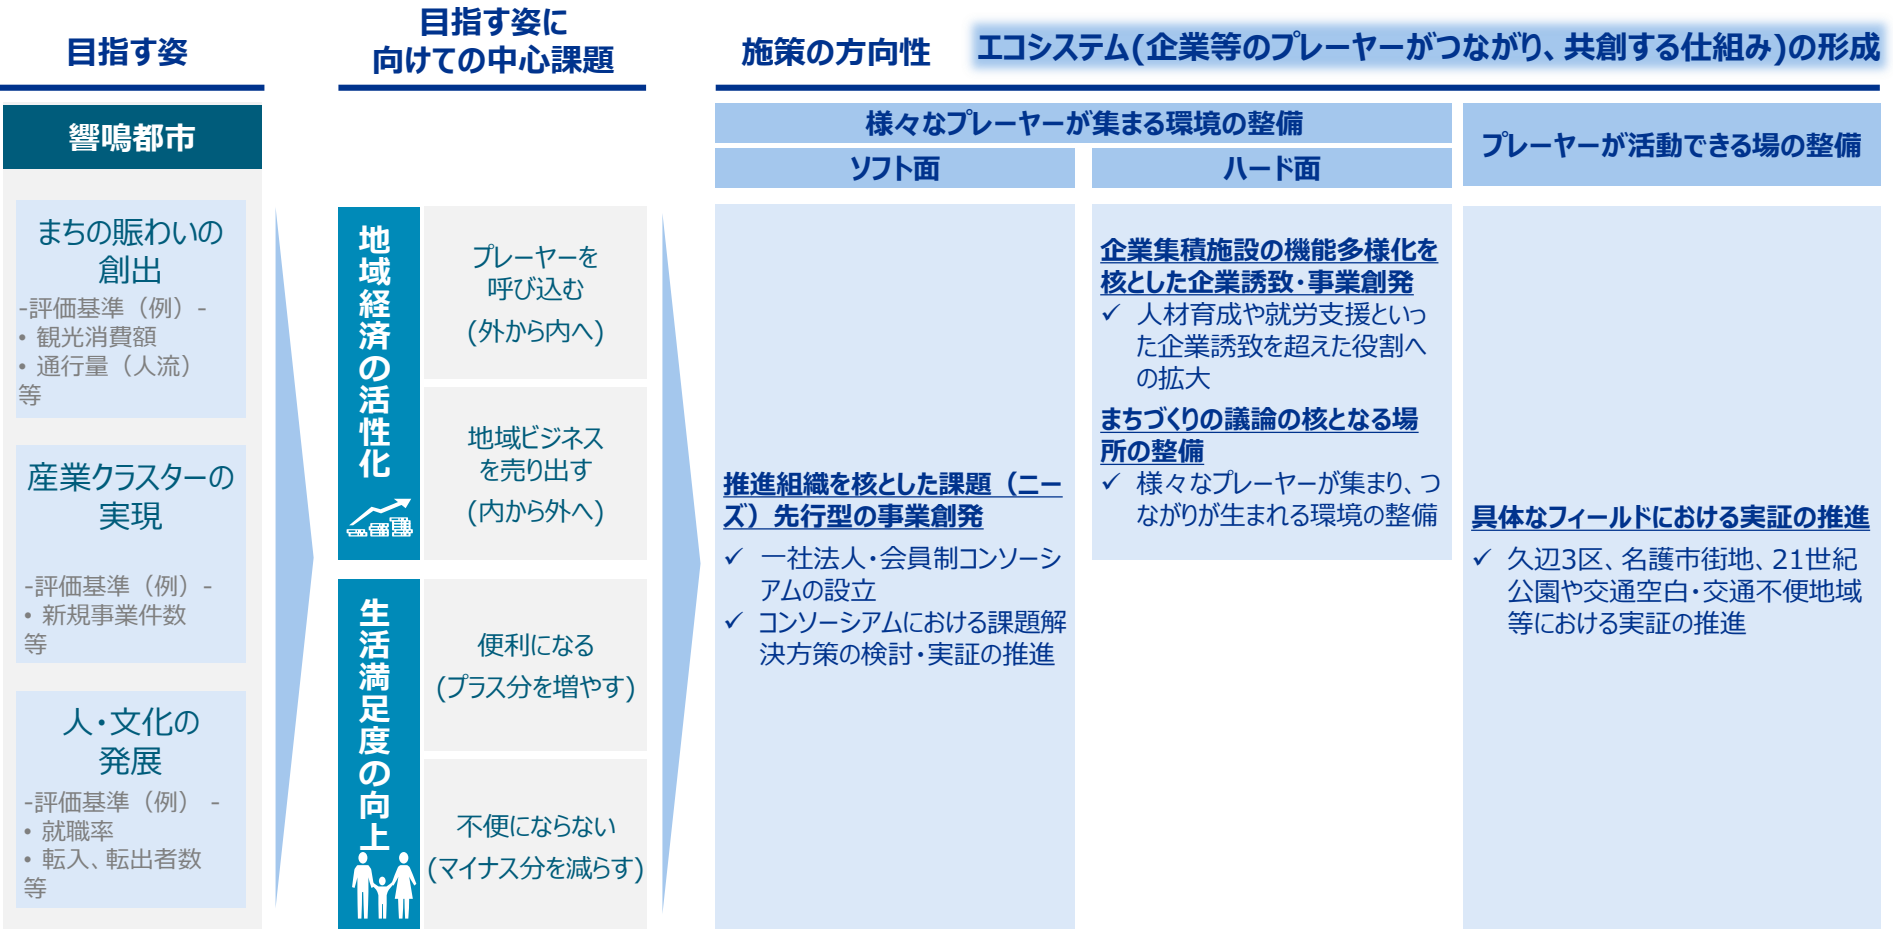 目指す姿
響鳴都市
まちの賑わいの
創出
-評価基準（例）-
• 観光消費額
• 通行量（人流）
等
産業クラスターの
実現
-評価基準（例）-
• 新規事業件数
等
人・文化の
発展
-評価基準（例） -
• 就職率
• 転入、転出者数
等
目指す姿に
向けての中心課題
地域経済の活性化
プレーヤーを
呼び込む
(外から内へ)
地域ビジネス
を売り出す
(内から外へ)
生活満足度の向上
便利になる
(プラス分を増やす)
不便にならない
(マイナス分を減らす)
施策の方向性
エコシステム(企業等のプレーヤーがつながり、共創する仕組み)の形成
様々なプレーヤーが集まる環境の整備
ソフト面
推進組織を核とした課題（ニー
ズ）先行型の事業創発
✓ 一社法人・会員制コンソーシ
アムの設立
✓ コンソーシアムにおける課題解
決方策の検討・実証の推進
ハード面
企業集積施設の機能多様化を
核とした企業誘致・事業創発
✓ 人材育成や就労支援といっ
た企業誘致を超えた役割へ
の拡大
まちづくりの議論の核となる場
所の整備
✓ 様々なプレーヤーが集まり、つ
ながりが生まれる環境の整備
プレーヤーが活動できる場の整備
具体なフィールドにおける実証の推進
✓ 久辺3区、名護市街地、21世紀
公園や交通空白・交通不便地域
等における実証の推進